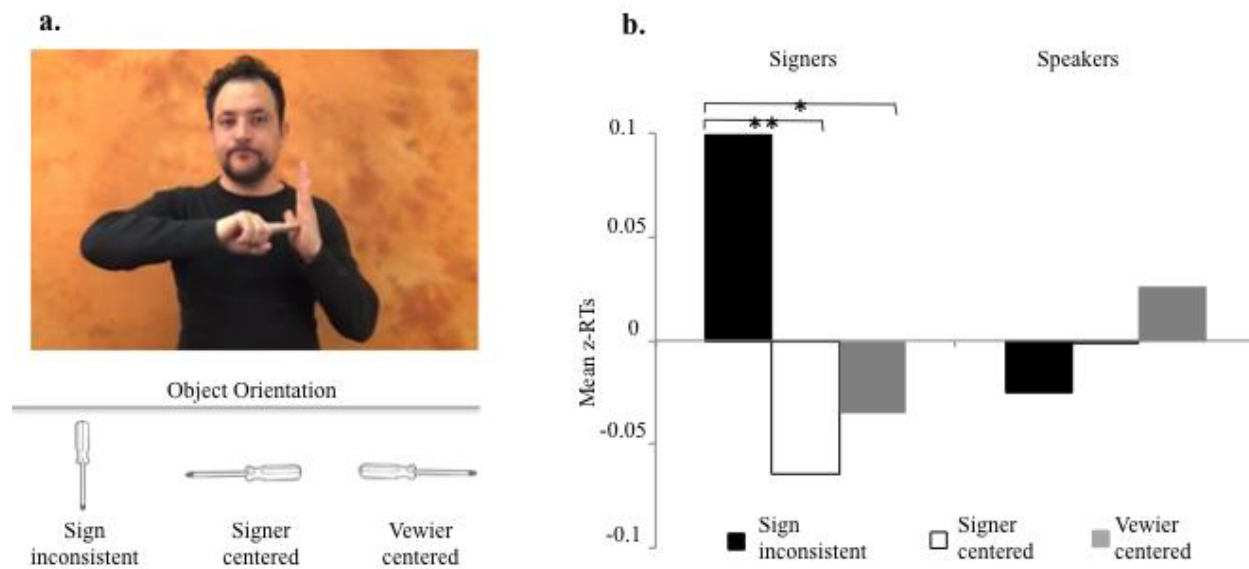 a.
Object Orientation
Sign
inconsistent
Signer
centered
Vewier
centered
b.
Signers
Speakers
*
**
0.1
0.05
0
-0.05
-0.1
Mean z-RTs
Sign
inconsistent
Signer
centered
Vewier
centered